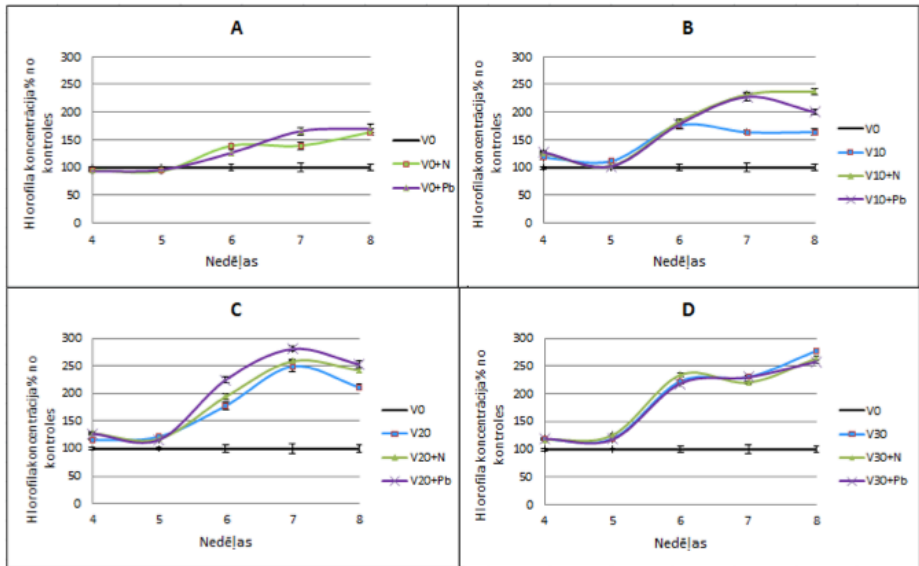 A
Hlorofila koncentrācija% no
kontroles
300
250
200
150
100
50
0
4 5 6 7 8
Nedēļas
V0
V0+N
V0+Pb
B
Hlorofila koncentrācija% no
kontroles
300
250
200
150
100
50
0
4 5 6 7 8
Nedēļas
V0
V10
V10+N
V10+Pb
C
Hlorofila koncentrācija% no
kontroles
300
250
200
150
100
50
0
4 5 6 7 8
Nedēļas
V0
V20
V20+N
V20+Pb
D
Hlorofila koncentrācija% no
kontroles
300
250
200
150
100
50
0
4 5 6 7 8
Nedēļas
V0
V30
V30+N
V30+Pb